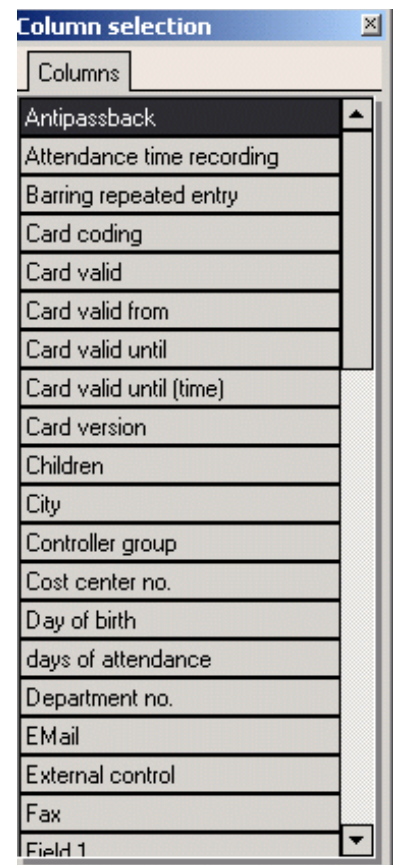 Column selection
Columns
Antipassback
Attendance time recording
Barring repeated entry
Card coding
Card valid
Card valid from
Card valid until
Card valid until (time)
Card version
Children
City
Controller group
Cost center no.
Day of birth
days of attendance
Department no.
EMail
External control
Fax
Field 1